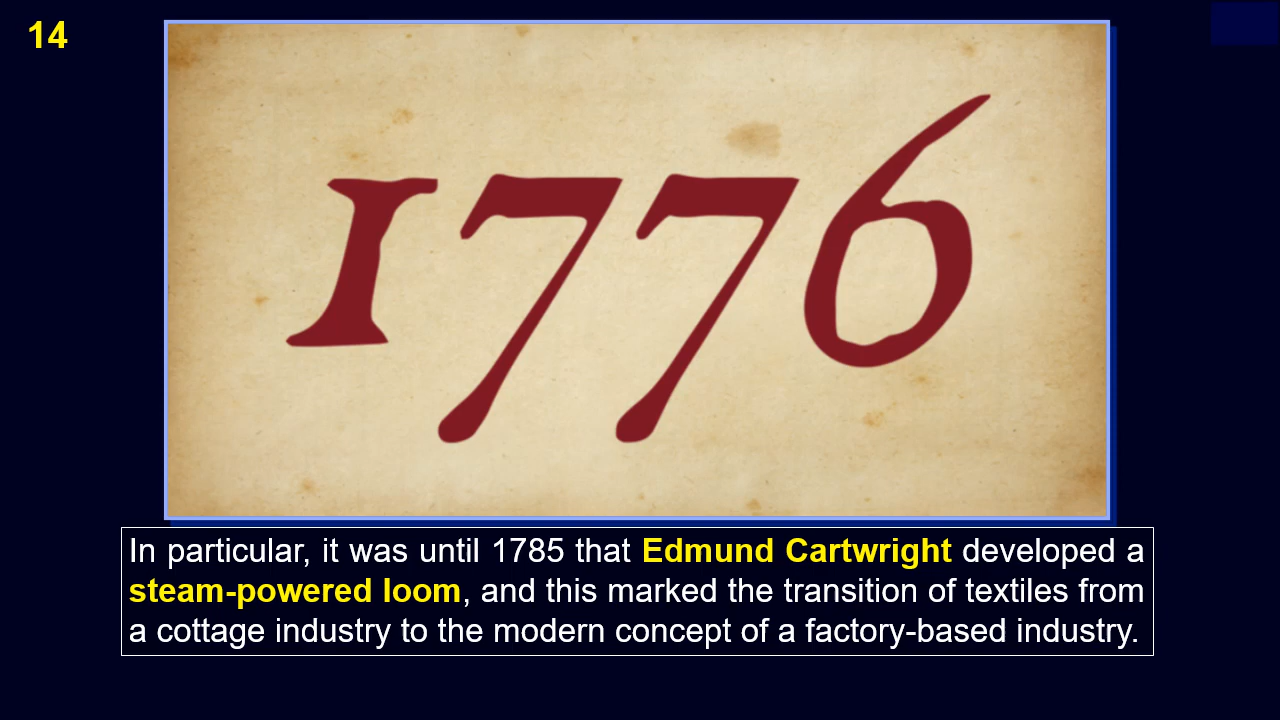 14
1776
In particular, it was until 1785 that Edmund Cartwright developed a
steam-powered loom, and this marked the transition of textiles from
a cottage industry to the modern concept of a factory-based industry.